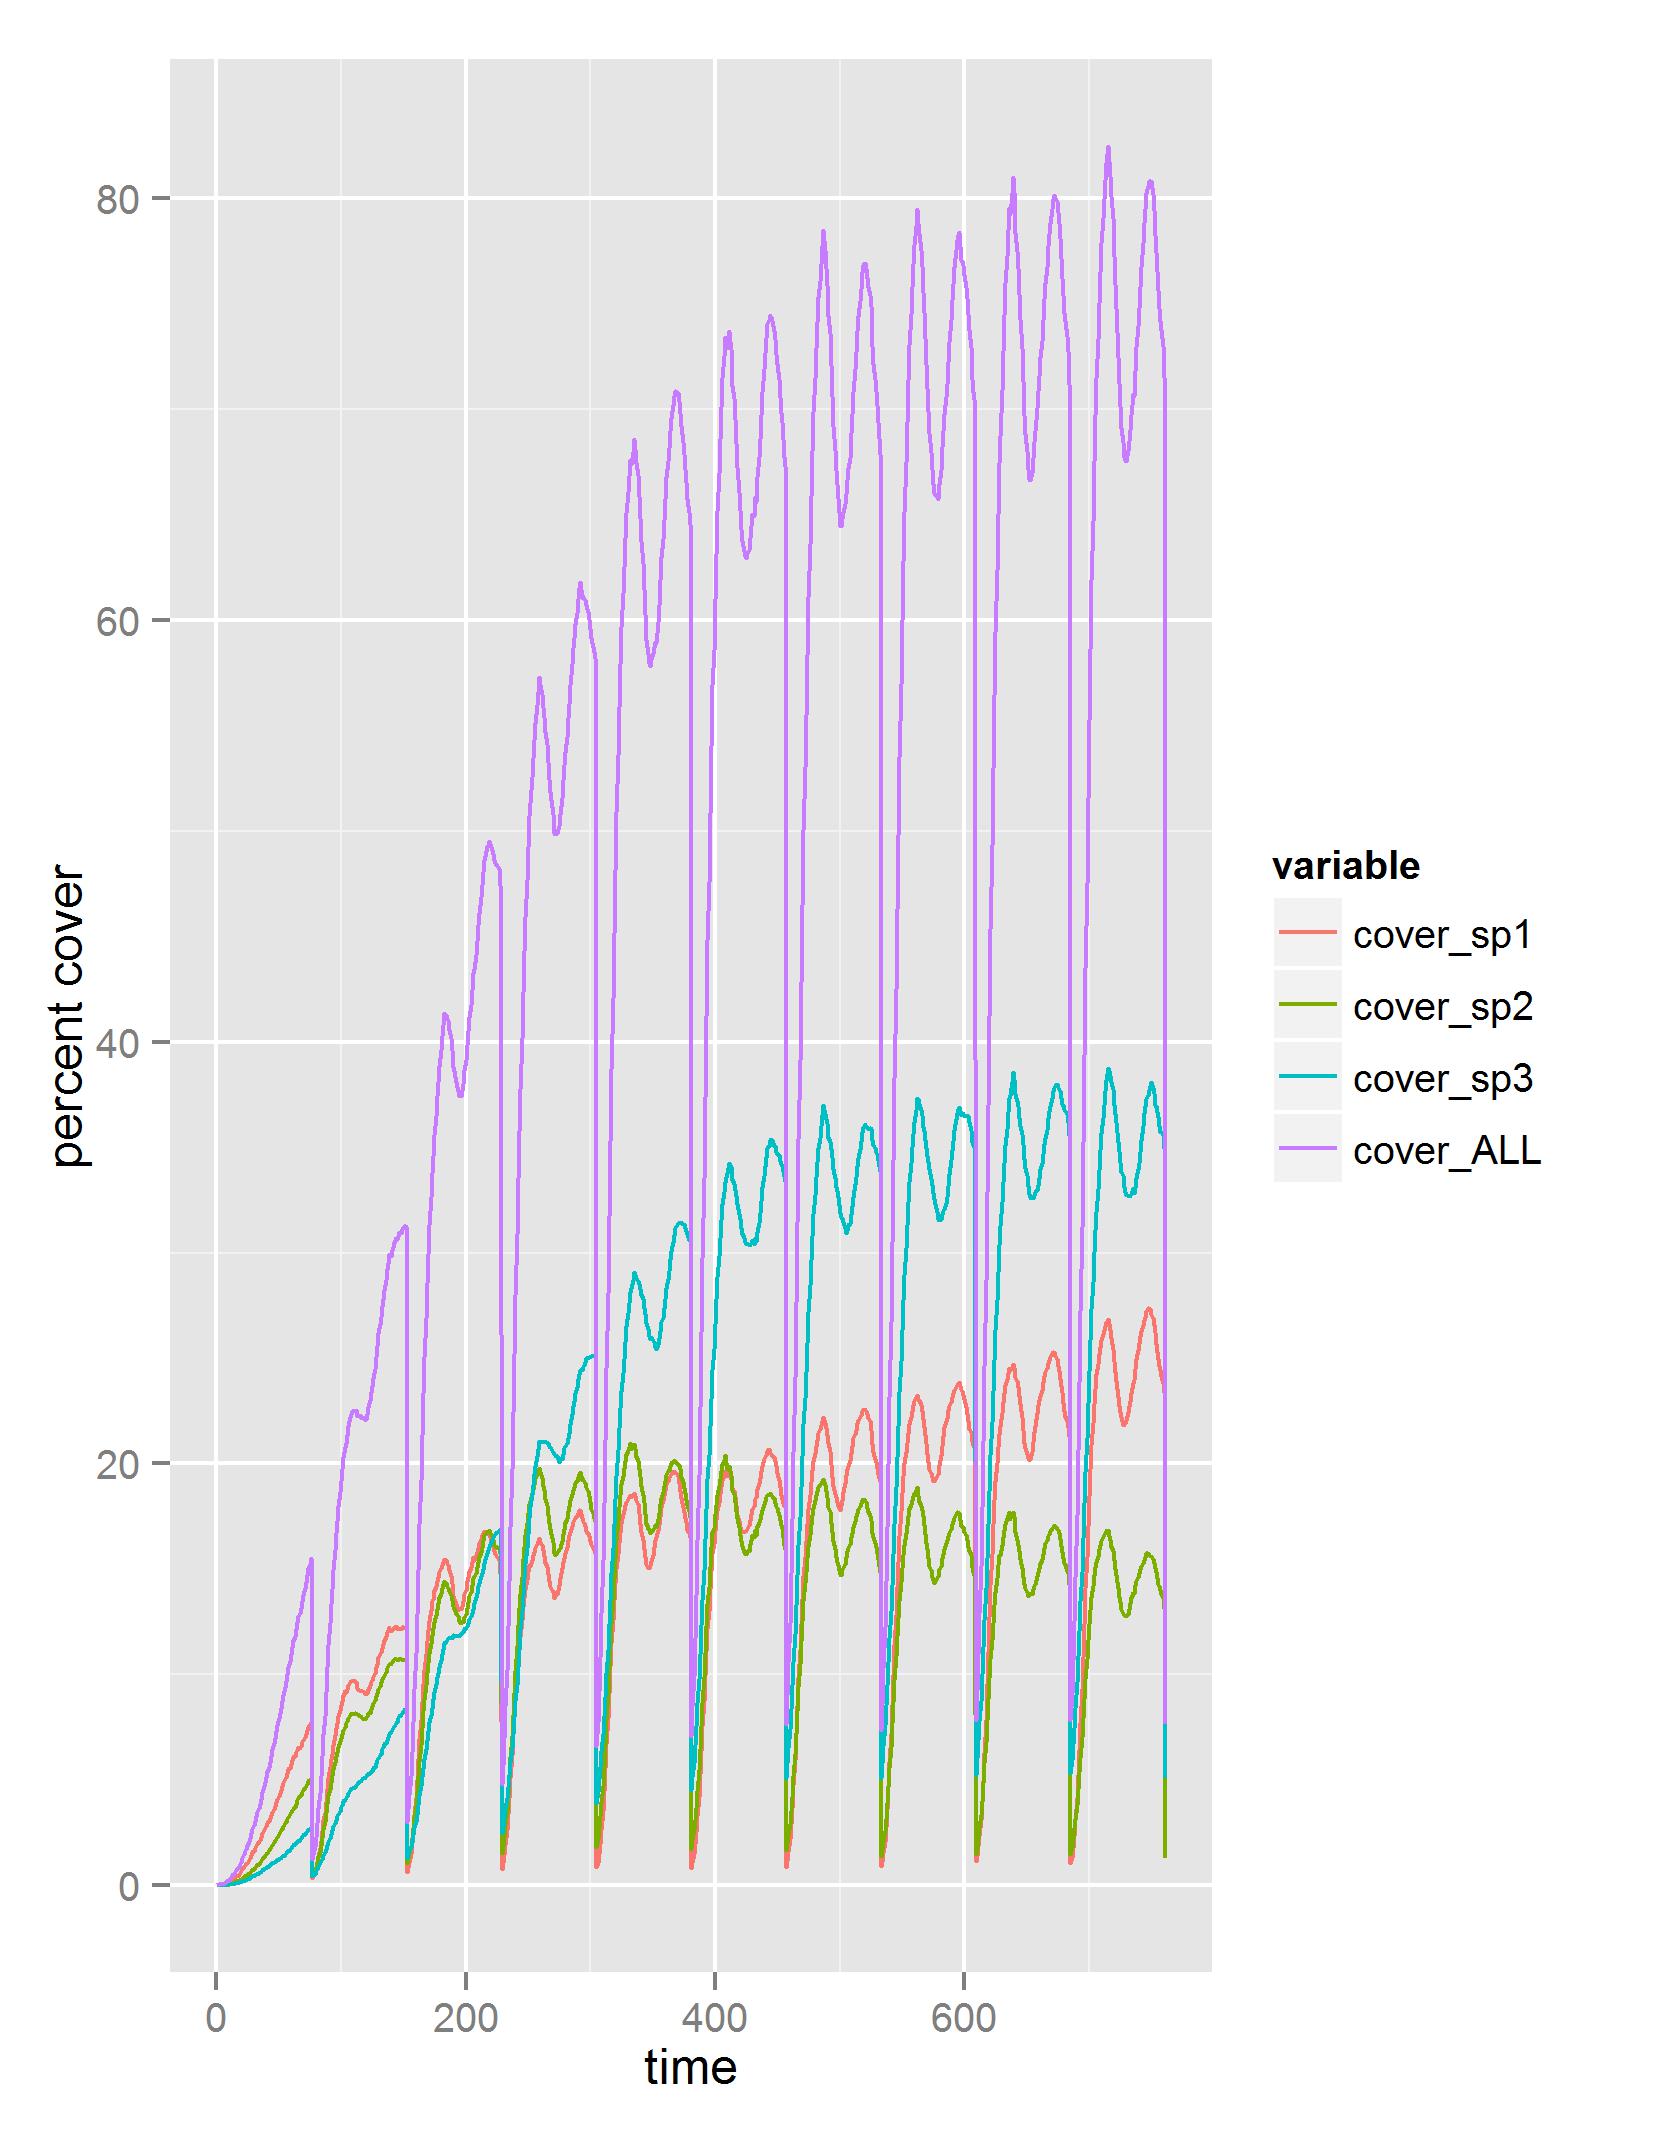 80
60
40
20
0
percent cover
0 200 400 600
time
variable
cover_sp1
cover_sp2
cover_sp3
cover_ALL